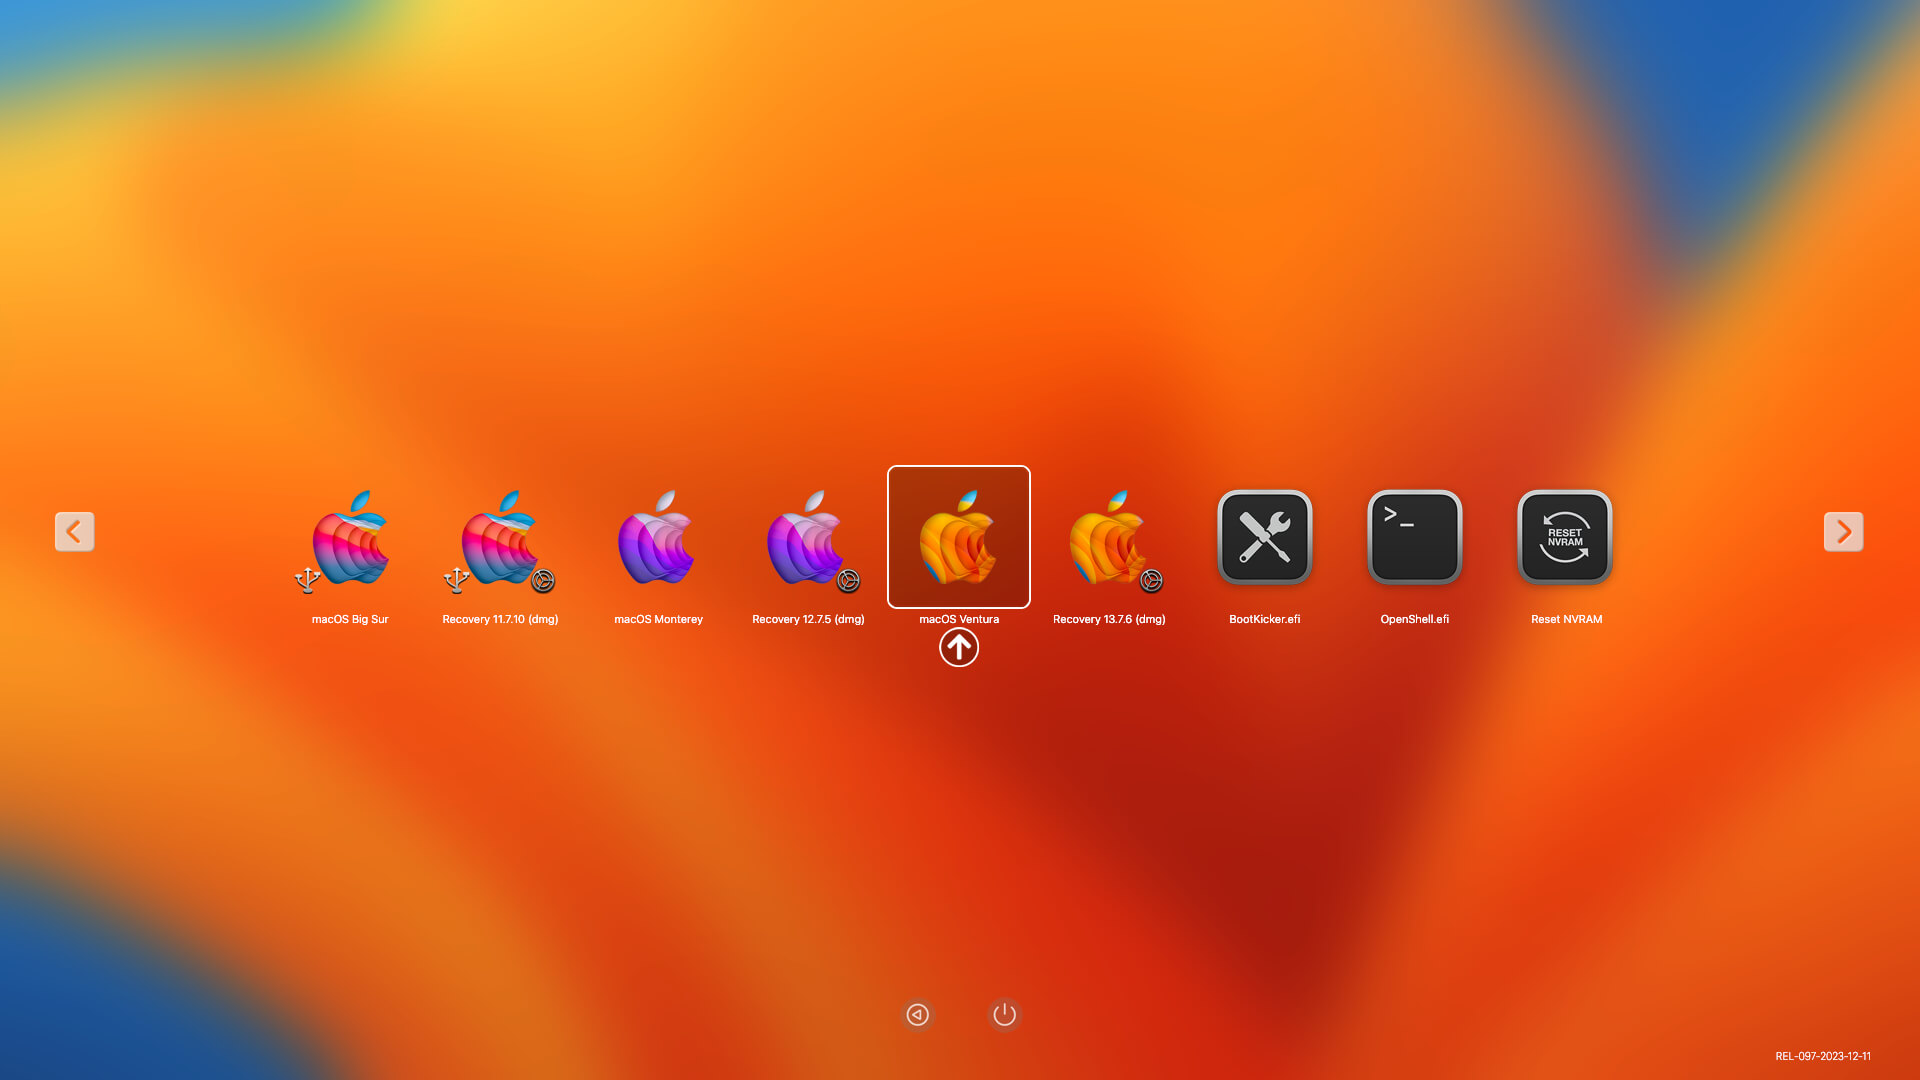 macOS Big Sur
Recovery 11.7.10 (dmg)
macOS Monterey
Recovery 12.7.5 (dmg)
macOS Ventura
Recovery 13.7.6 (dmg)
BootKicker.efi
>_
OpenShell.efi
RESET
NVRAM
Reset NVRAM
REL-097-2023-12-11